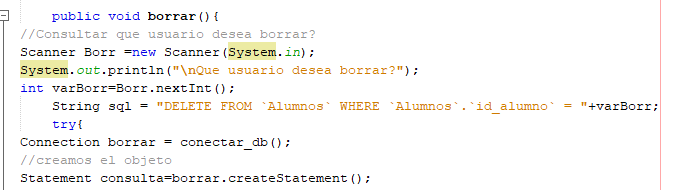 public void borrar(){
//Consultar que usuario desea borrar?
Scanner Borr =new Scanner(System.in);
System.out.println("\nQue usuario desea borrar?");
int varBorr=Borr.nextInt();
String sql = "DELETE FROM `Alumnos` WHERE `Alumnos`.`id_alumno` = "+varBorr;
try{
Connection borrar = conectar_db();
//creamos el objeto
Statement consulta=borrar.createStatement();